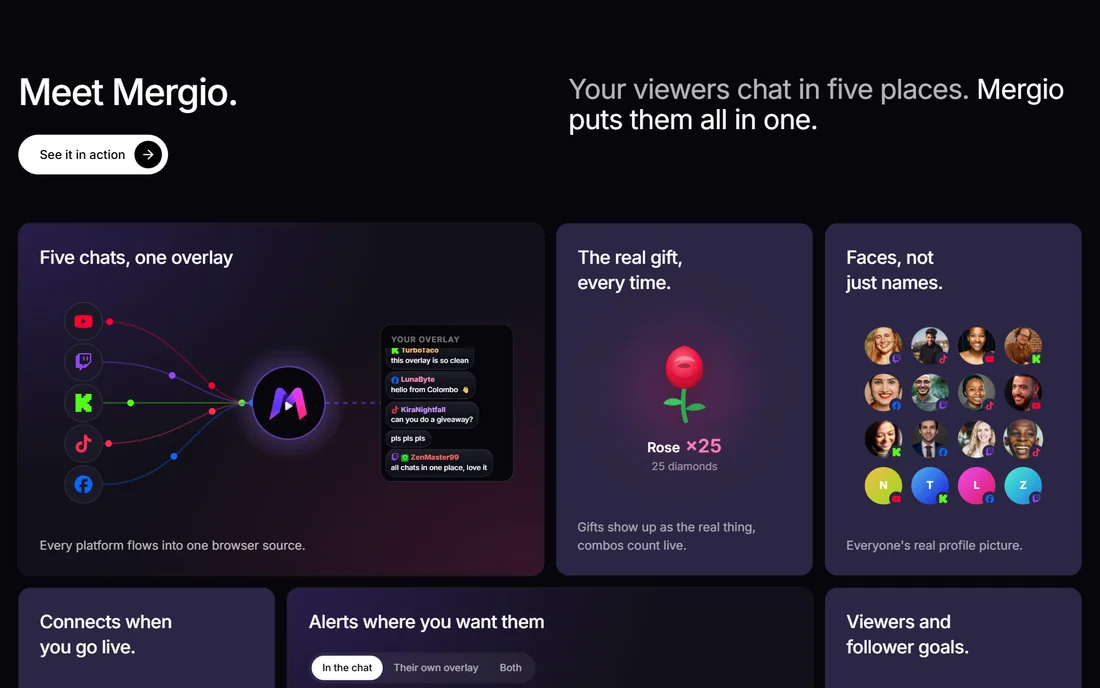 Meet Mergio.
See it in action
Your viewers chat in five places. Mergio
puts them all in one.
Five chats, one overlay
YOUR OVERLAY
TurboTaco
this overlay is so clean
LunaByte
hello from Colombo 👋
KiraNightfall
can you do a giveaway?
pls pls pls
ZenMaster99
all chats in one place, love it
Every platform flows into one browser source.
The real gift,
every time.
Rose ×25
25 diamonds
Gifts show up as the real thing,
combos count live.
Faces, not
just names.
N T L Z
Everyone's real profile picture.
Connects when
you go live.
Alerts where you want them
In the chat Their own overlay Both
Viewers and
follower goals.